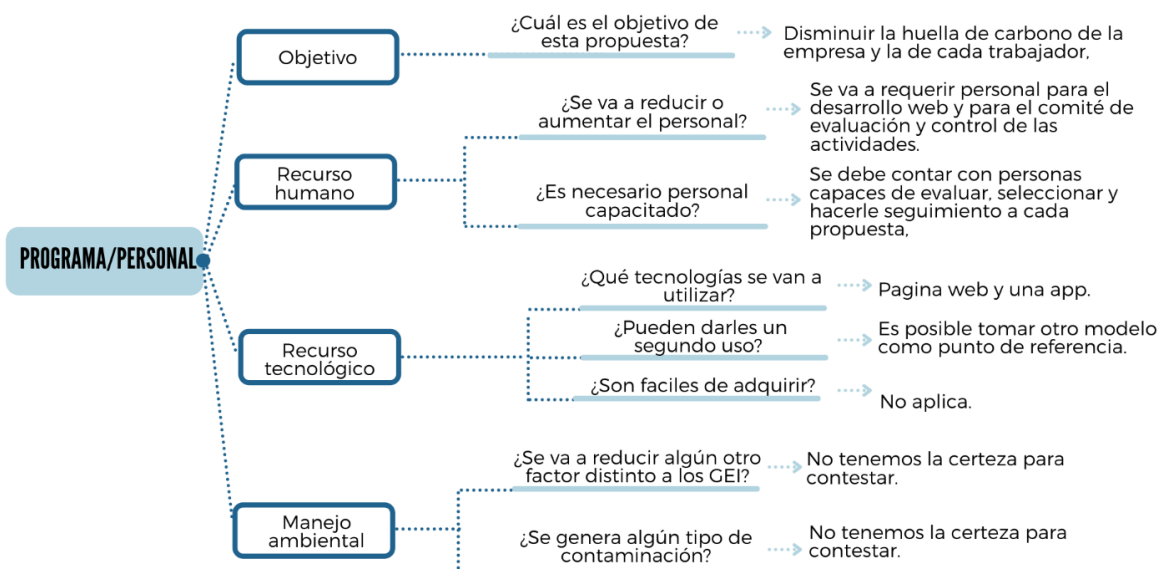 ¿Cuál es el objetivo de
esta propuesta?
Disminuir la huella de carbono de la
empresa y la de cada trabajador,
Objetivo
¿Se va a reducir o
aumentar el personal?
Se va a requerir personal para el
desarrollo web y para el comité de
evaluación y control de las
actividades.
Recurso
humano
¿Es necesario personal
capacitado?
Se debe contar con personas
capaces de evaluar, seleccionar y
hacerle seguimiento a cada
propuesta,
PROGRAMA/PERSONAL
¿Qué tecnologías se van a
utilizar?
Pagina web y una app.
Recurso
tecnológico
¿Pueden darles un
segundo uso?
Es posible tomar otro modelo
como punto de referencia.
¿Son faciles de adquirir?
No aplica.
¿Se va a reducir algún otro
factor distinto a los GEI?
No tenemos la certeza para
contestar.
Manejo
ambiental
¿Se genera algún tipo de
contaminación?
No tenemos la certeza para
contestar.